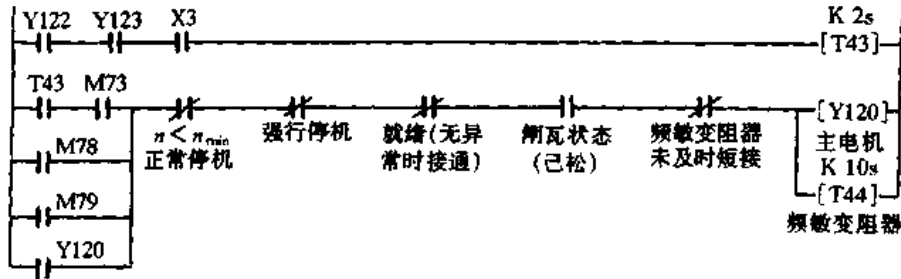 Y122 Y123 X3 K 2s
[T43]
T43 M73
[Y120]
n < nmin 强行停机 就绪(无异 闸瓦状态 频敏变阻器 主电机
正常停机 常时接通) (已松) 未及时短接 K 10s
M78
[T44]
频敏变阻器
M79
Y120